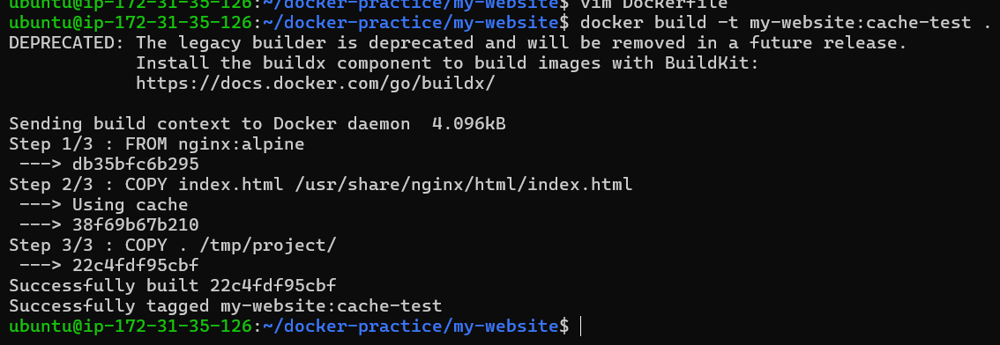 ubuntu@ip-172-31-35-126:~/docker-practice/my-website$ vim Dockerfile
ubuntu@ip-172-31-35-126:~/docker-practice/my-website$ docker build -t my-website:cache-test .
DEPRECATED: The legacy builder is deprecated and will be removed in a future release.
            Install the buildx component to build images with BuildKit:
            https://docs.docker.com/go/buildx/

Sending build context to Docker daemon  4.096kB
Step 1/3 : FROM nginx:alpine
 ---> db35bfc6b295
Step 2/3 : COPY index.html /usr/share/nginx/html/index.html
 ---> Using cache
 ---> 38f69b67b210
Step 3/3 : COPY . /tmp/project/
 ---> 22c4fdf95cbf
Successfully built 22c4fdf95cbf
Successfully tagged my-website:cache-test
ubuntu@ip-172-31-35-126:~/docker-practice/my-website$